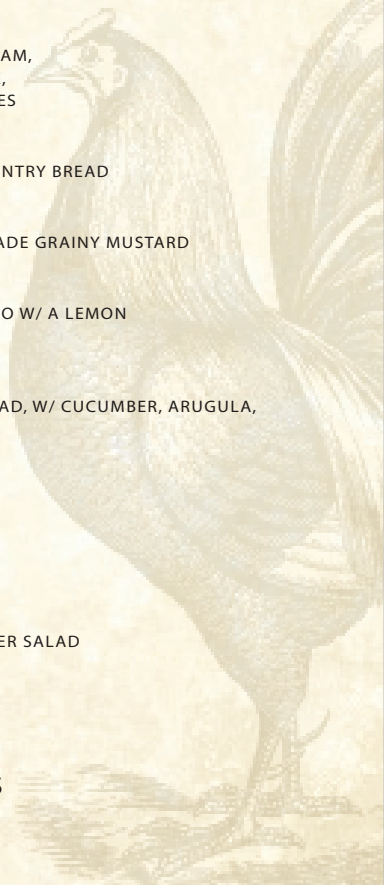 AM,
,
ES
NTRY BREAD
ADE GRAINY MUSTARD
O W/ A LEMON
AD, W/ CUCUMBER, ARUGULA,
ER SALAD
S